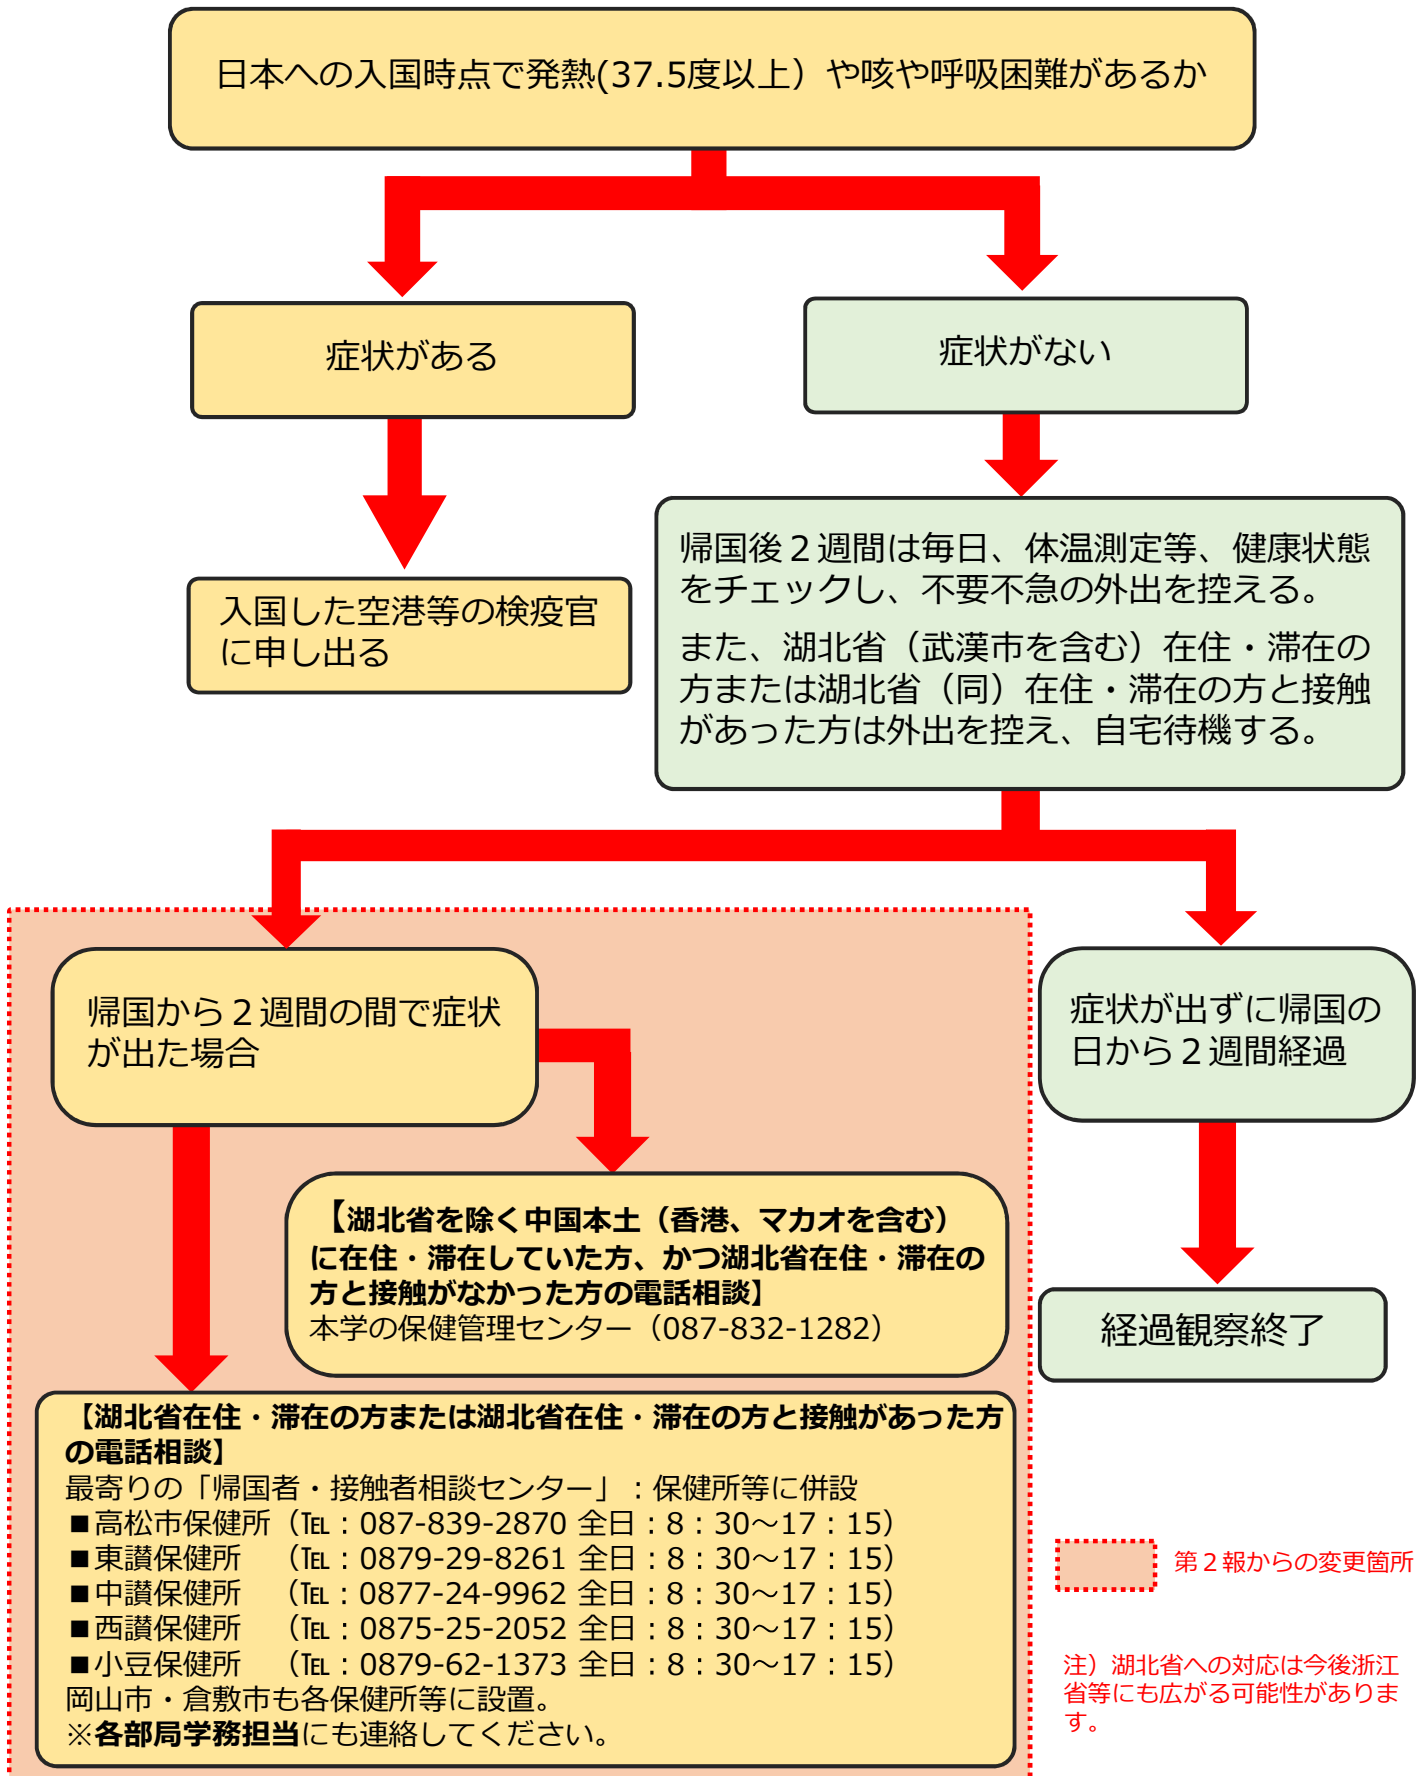 日本への入国時点で発熱(37.5度以上）や咳や呼吸困難があるか
症状がある
症状がない
入国した空港等の検疫官
に申し出る
帰国後２週間は毎日、体温測定等、健康状態
をチェックし、不要不急の外出を控える。
また、湖北省（武漢市を含む）在住・滞在の
方または湖北省（同）在住・滞在の方と接触
があった方は外出を控え、自宅待機する。
帰国から２週間の間で症状
が出た場合
症状が出ずに帰国の
日から２週間経過
【湖北省を除く中国本土（香港、マカオを含む）
に在住・滞在していた方、かつ湖北省在住・滞在の
方と接触がなかった方の電話相談】
本学の保健管理センター（087-832-1282）
経過観察終了
【湖北省在住・滞在の方または湖北省在住・滞在の方と接触があった方
の電話相談】
最寄りの「帰国者・接触者相談センター」：保健所等に併設
■高松市保健所（℡：087-839-2870 全日：8：30～17：15）
■東讃保健所　（℡：0879-29-8261 全日：8：30～17：15）
■中讃保健所　（℡：0877-24-9962 全日：8：30～17：15）
■西讃保健所　（℡：0875-25-2052 全日：8：30～17：15）
■小豆保健所　（℡：0879-62-1373 全日：8：30～17：15）
岡山市・倉敷市も各保健所等に設置。
※各部局学務担当にも連絡してください。
第２報からの変更箇所
注）湖北省への対応は今後浙江
省等にも広がる可能性がありま
す。